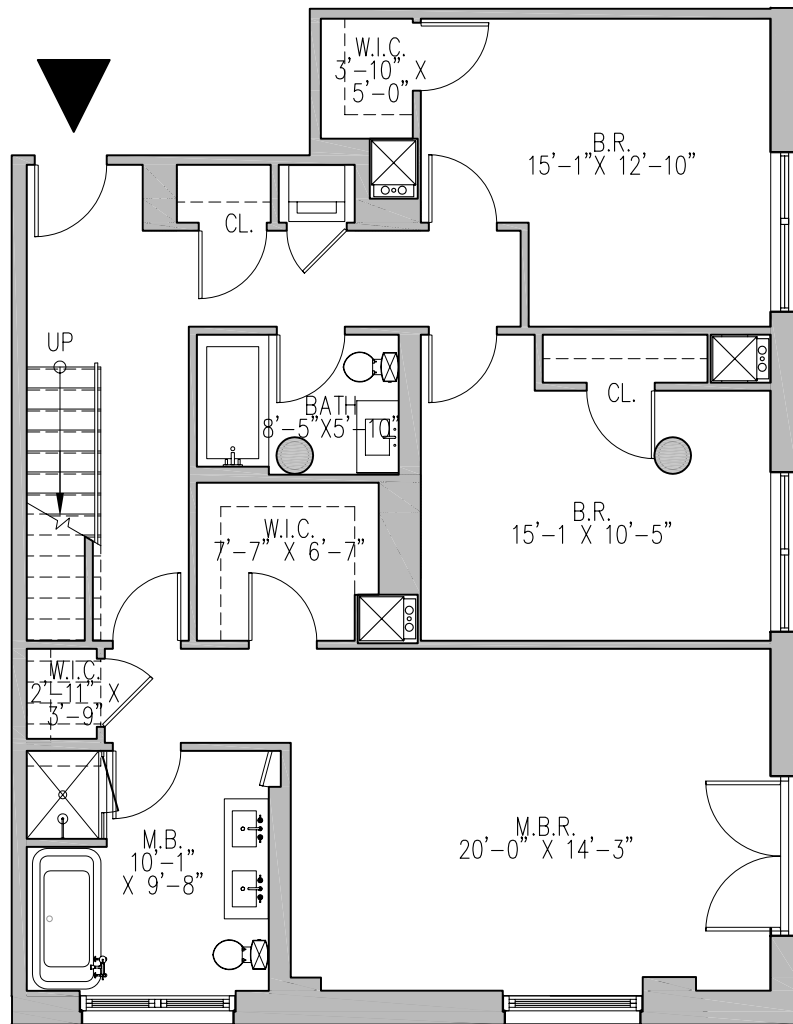 W.I.C.
3'-10" X
5'-0"
B.R.
15'-1"X 12'-10"
CL.
UP
BATH
8'-5"X5'-10"
CL.
W.I.C.
7'-7" X 6'-7"
B.R.
15'-1 X 10'-5"
W.I.C.
2'-11" X
3'-9"
M.B.
10'-1"
X 9'-8"
M.B.R.
20'-0" X 14'-3"